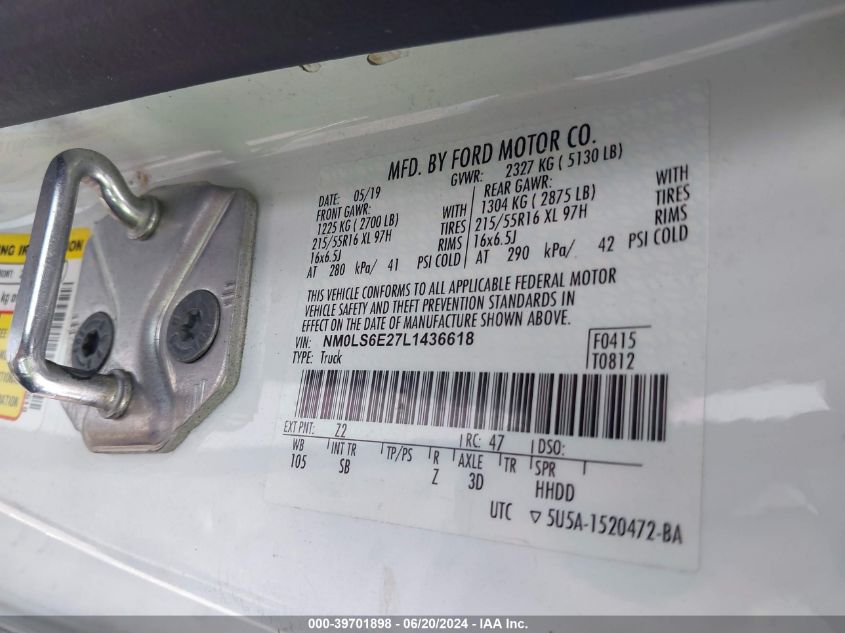 MFD. BY FORD MOTOR CO.
DATE: 05/19 GVWR: 2327 KG ( 5130 LB)
FRONT GAWR: REAR GAWR: WITH
1225 KG ( 2700 LB) WITH 1304 KG ( 2875 LB) TIRES
215/55R16 XL 97H TIRES 215/55R16 XL 97H RIMS
16x6.5J RIMS 16x6.5J
AT 280 kPa/ 41 PSI COLD AT 290 kPa/ 42 PSI COLD
THIS VEHICLE CONFORMS TO ALL APPLICABLE FEDERAL MOTOR
VEHICLE SAFETY AND THEFT PREVENTION STANDARDS IN
EFFECT ON THE DATE OF MANUFACTURE SHOWN ABOVE.
VIN: NM0LS6E27L1436618 F0415
TYPE: Truck T0812
EXT PNT: Z2 RC: 47 DSO:
WB INT TR TP/PS R AXLE TR SPR
105 SB Z 3D HHDD
UTC ▽ 5U5A-1520472-BA
000-39701898 - 06/20/2024 - IAA Inc.